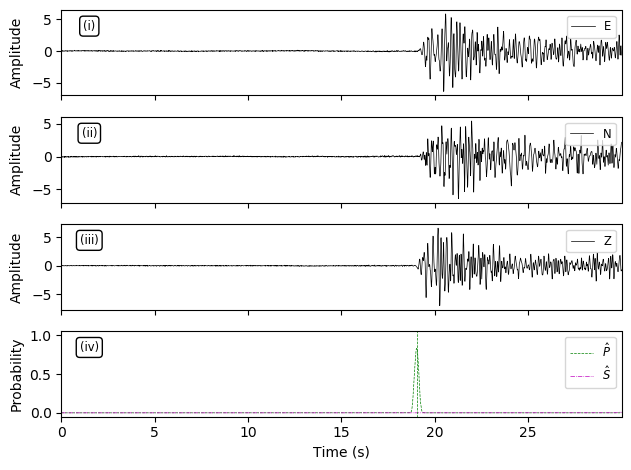 Amplitude
5
0
−5
(i)
E
Amplitude
5
0
−5
(ii)
N
Amplitude
5
0
−5
(iii)
Z
Probability
1.0
0.5
0.0
(iv)
P̂
Ŝ
0 5 10 15 20 25
Time (s)